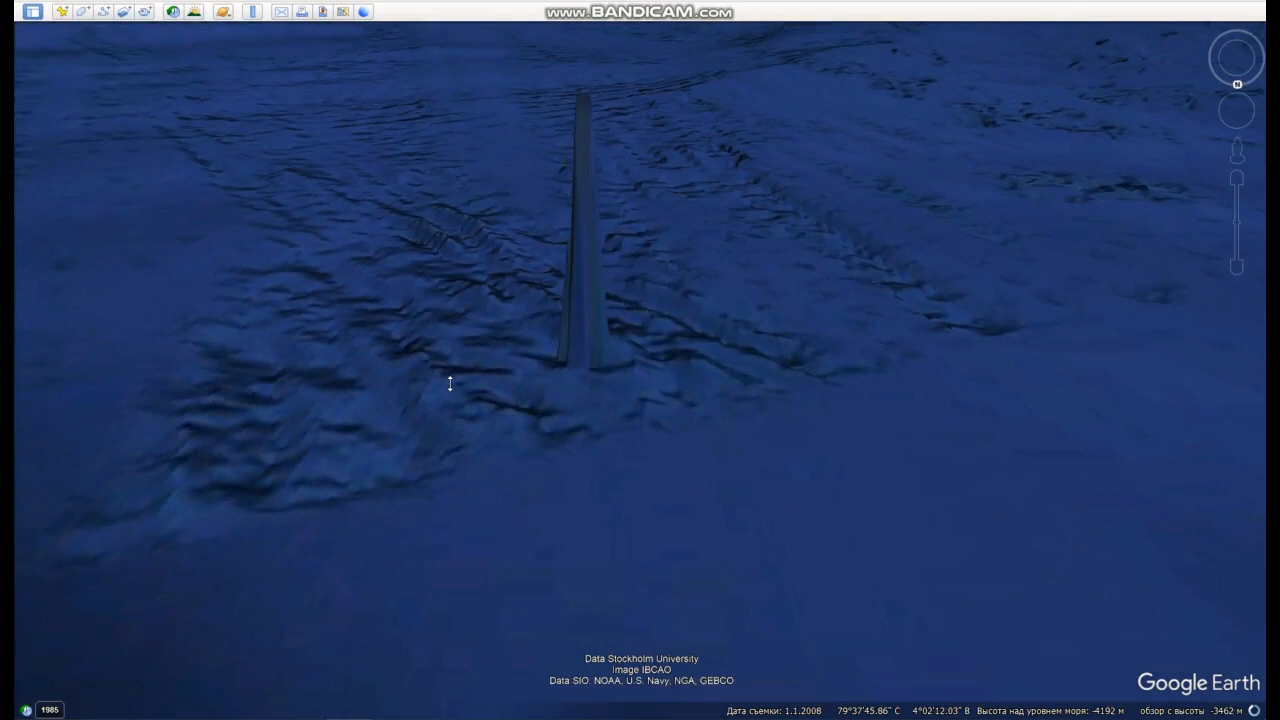 www.BANDICAM.com
N
Data Stockholm University
Image IBCAO
Data SIO, NOAA, U.S. Navy, NGA, GEBCO
Google Earth
1985
Дата съемки: 1.1.2008 79°37'45.86" С 4°02'12.03" В Высота над уровнем моря: -4192 м обзор с высоты -3462 м